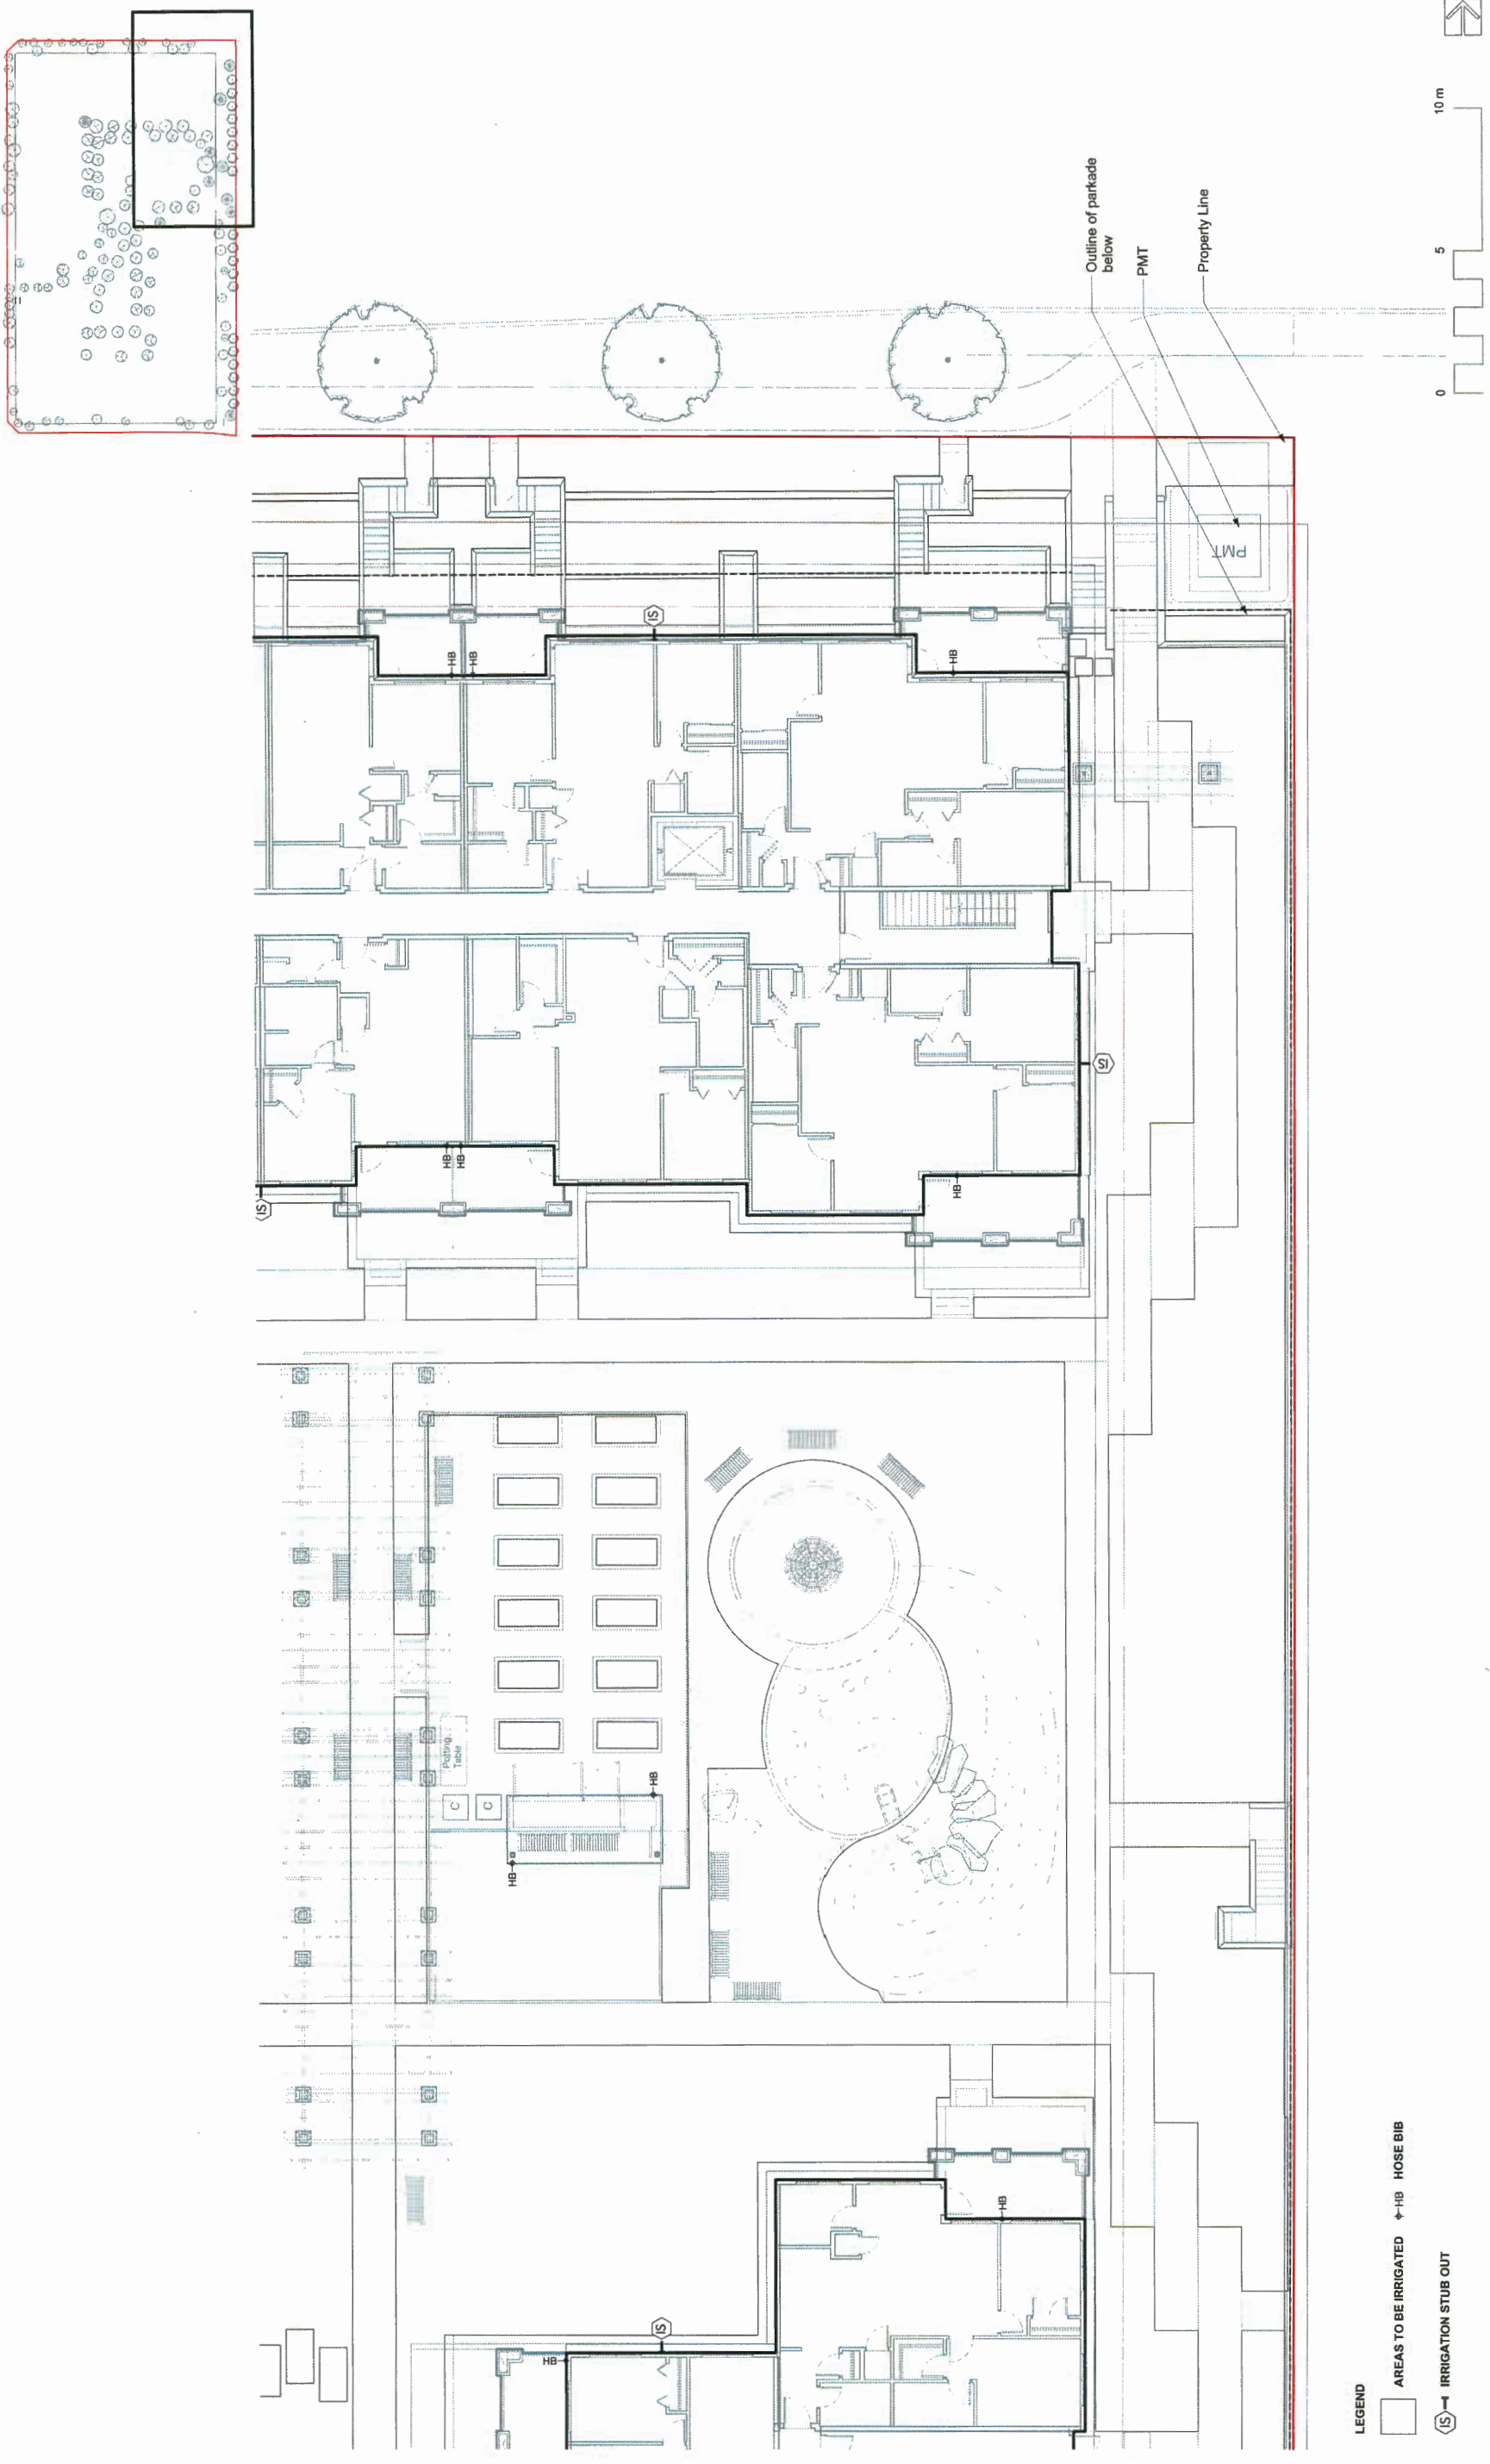 Outline of parkade
below
PMT
Property Line
10 m
5
0
PMT
IS
HB
HB
HB
IS
HB
HB
HB
IS
Potting
Table
C
C
HB
HB
HB
IS
HB
LEGEND
AREAS TO BE IRRIGATED
HB HOSE BIB
IS IRRIGATION STUB OUT